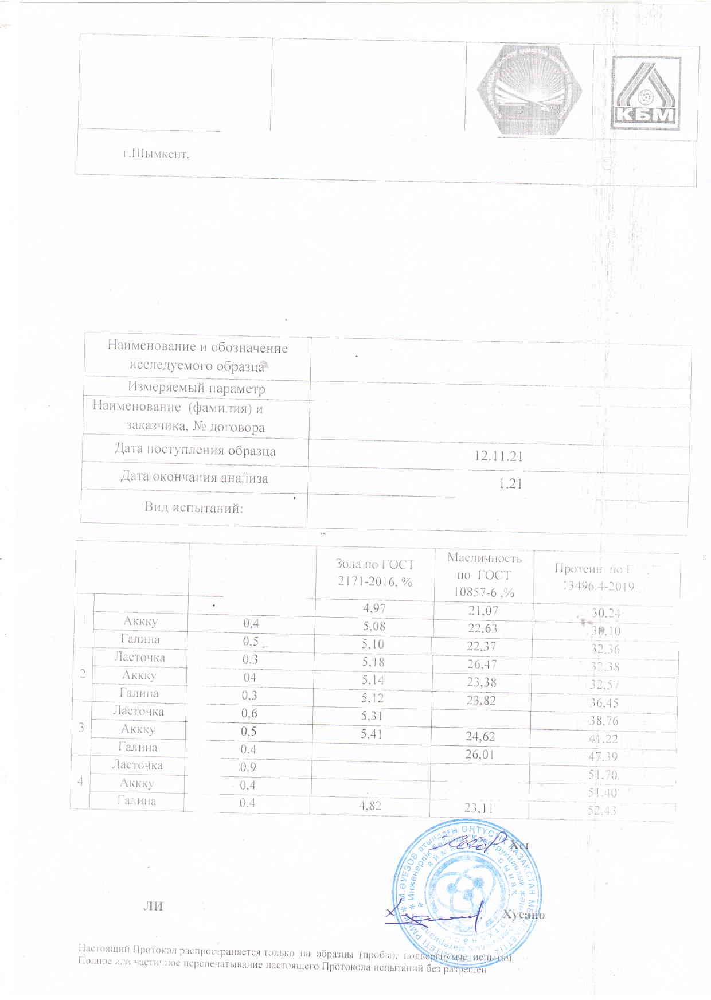 КБМ
г.Шымкент.
Наименование и обозначение
исследуемого образца
Измеряемый параметр
Наименование (фамилия) и
заказчика, № договора
Дата поступления образца 12.11.21
Дата окончания анализа 1.21
Вид испытаний:
Зола по ГОСТ 2171-2016, % Масличность по ГОСТ 10857-6 ,% Протеин по Г 13496.4-2019
1 4,97 21,07 30.24
Аккку 0,4 5,08 22,63 30.10
Галина 0,5 5,10 22,37 32.36
2 Ласточка 0.3 5,18 26,47 32.38
Аккку 04 5,14 23,38 32,57
Галина 0,3 5,12 23,82 36.45
3 Ласточка 0,6 5,31 38,76
Аккку 0,5 5,41 24,62 41.22
Галина 0,4 26,01 47.39
4 Ласточка 0,9 51.70
Аккку 0,4 51.40
Галина 0.4 4,82 23,11 52,43
Хы
ЛИ Хусано
Настоящий Протокол распространяется только на образцы (пробы), подвергнутые испытан
Полное или частичное перепечатывание настоящего Протокола испытаний без разрешен